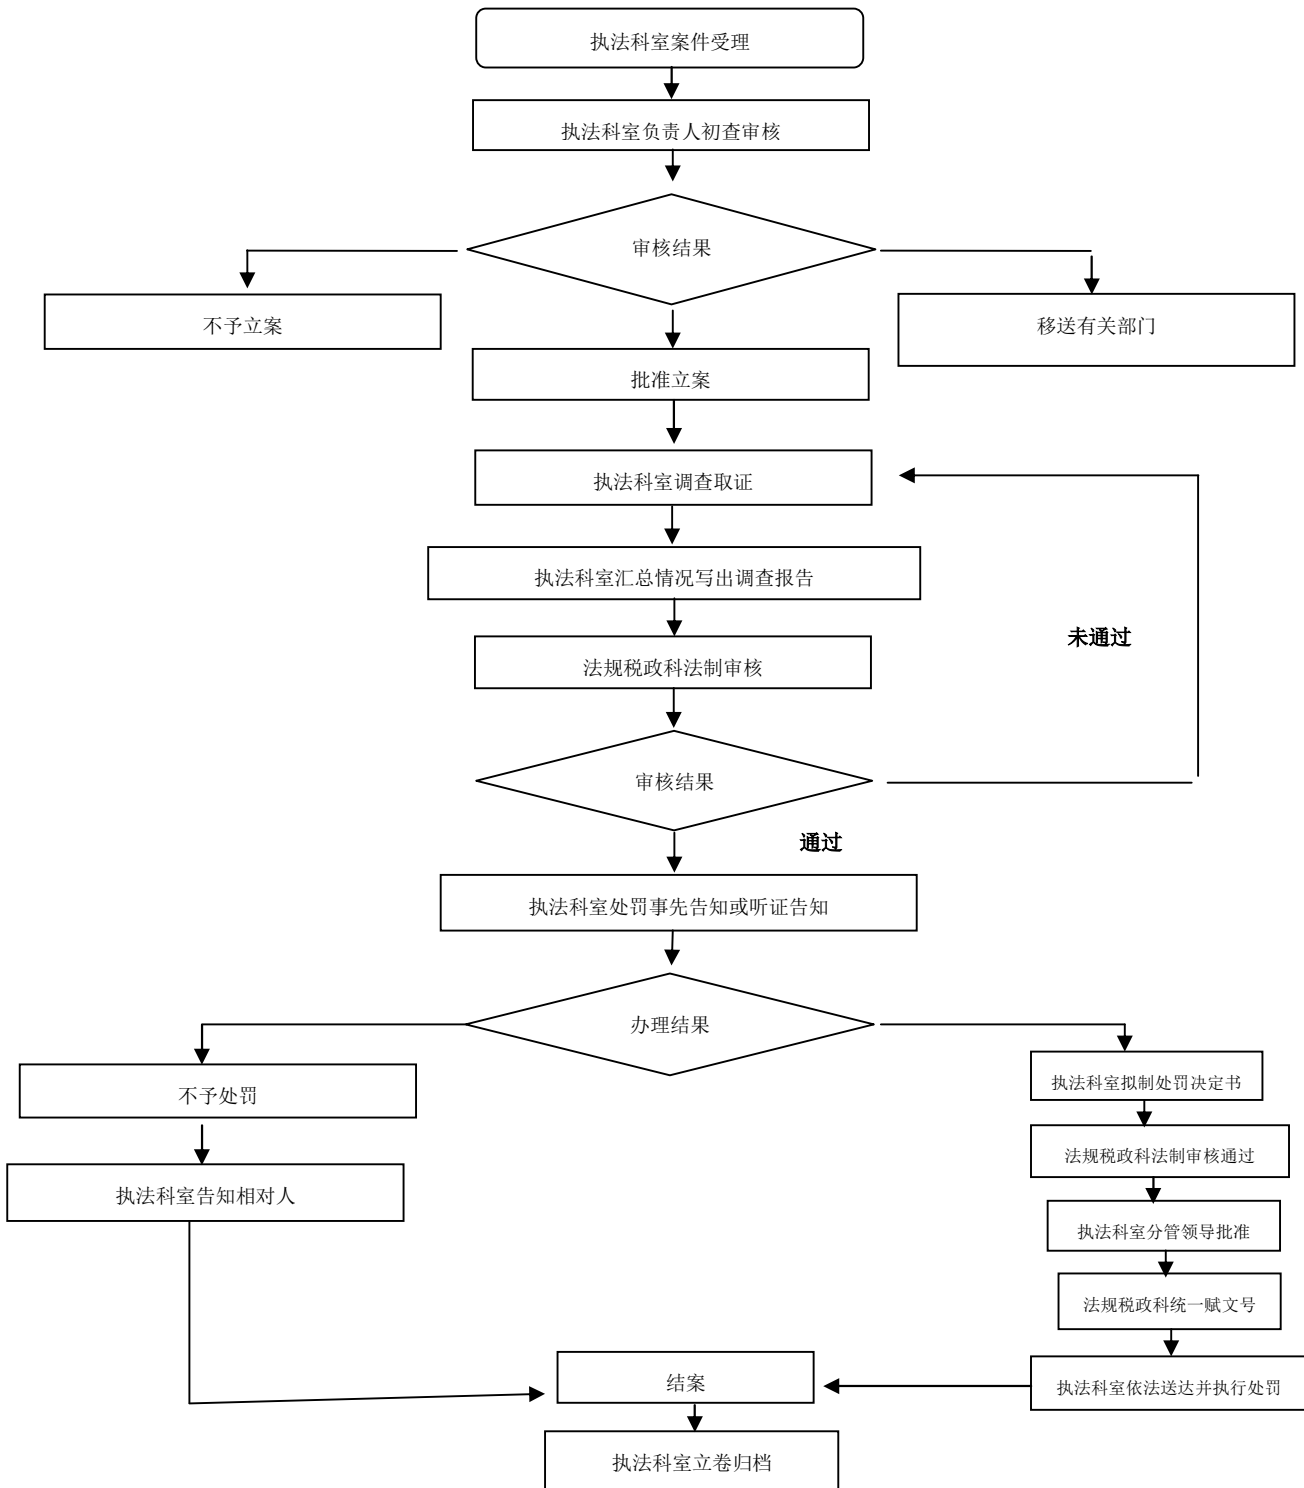 执法科室案件受理
执法科室负责人初查审核
审核结果
不予立案
移送有关部门
批准立案
执法科室调查取证
执法科室汇总情况写出调查报告
未通过
法规税政科法制审核
审核结果
通过
执法科室处罚事先告知或听证告知
办理结果
不予处罚
执法科室告知相对人
执法科室拟制处罚决定书
法规税政科法制审核通过
执法科室分管领导批准
法规税政科统一赋文号
执法科室依法送达并执行处罚
结案
执法科室立卷归档